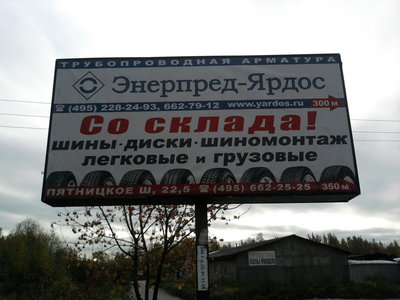 ТРУБОПРОВОДНАЯ АРМАТУРА
Энерпред-Ярдос
☎ (495) 228-24-93, 662-79-12 www.yardos.ru 300 м
Со склада!
шины·диски·шиномонтаж
легковые и грузовые
ПЯТНИЦКОЕ Ш, 22,5 ☎ (495) 662-25-25 350 м